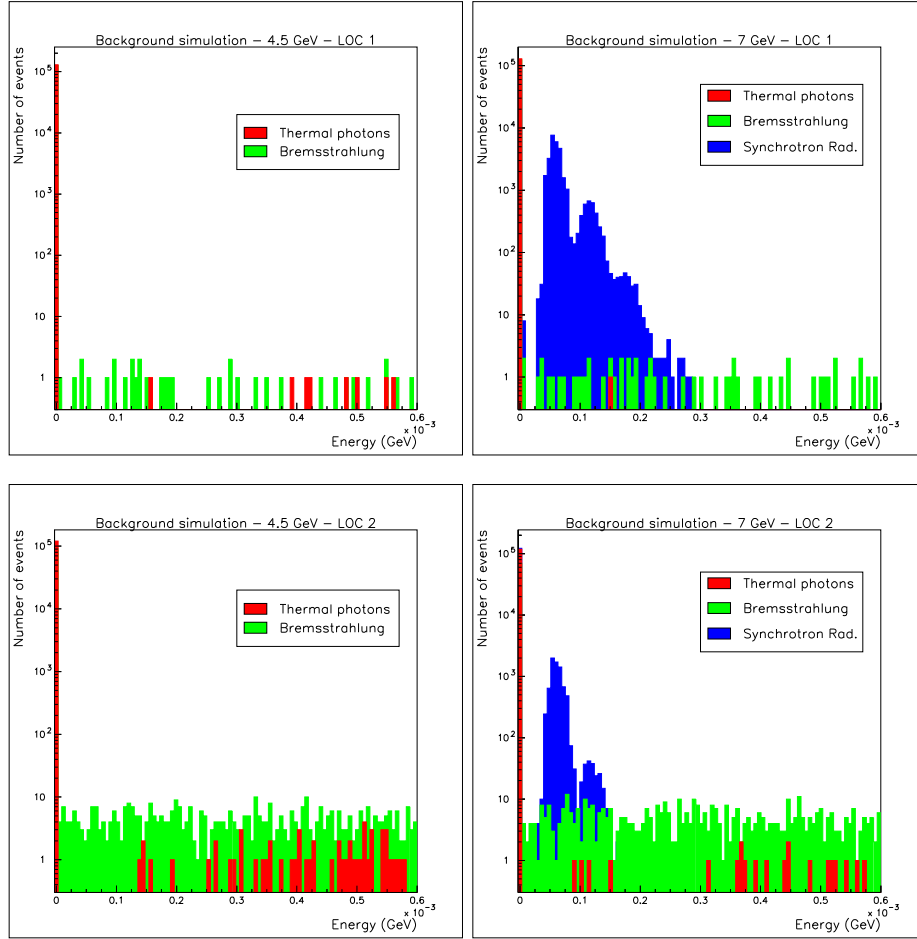 Background simulation – 4.5 GeV – LOC 1
Number of events
10^5
10^4
10^3
10^2
10
1
Thermal photons
Bremsstrahlung
0 0.1 0.2 0.3 0.4 0.5 0.6
× 10^-3
Energy (GeV)
Background simulation – 7 GeV – LOC 1
Number of events
10^5
10^4
10^3
10^2
10
1
Thermal photons
Bremsstrahlung
Synchrotron Rad.
0 0.1 0.2 0.3 0.4 0.5 0.6
× 10^-3
Energy (GeV)
Background simulation – 4.5 GeV – LOC 2
Number of events
10^5
10^4
10^3
10^2
10
1
Thermal photons
Bremsstrahlung
0 0.1 0.2 0.3 0.4 0.5 0.6
× 10^-3
Energy (GeV)
Background simulation – 7 GeV – LOC 2
Number of events
10^5
10^4
10^3
10^2
10
1
Thermal photons
Bremsstrahlung
Synchrotron Rad.
0 0.1 0.2 0.3 0.4 0.5 0.6
× 10^-3
Energy (GeV)